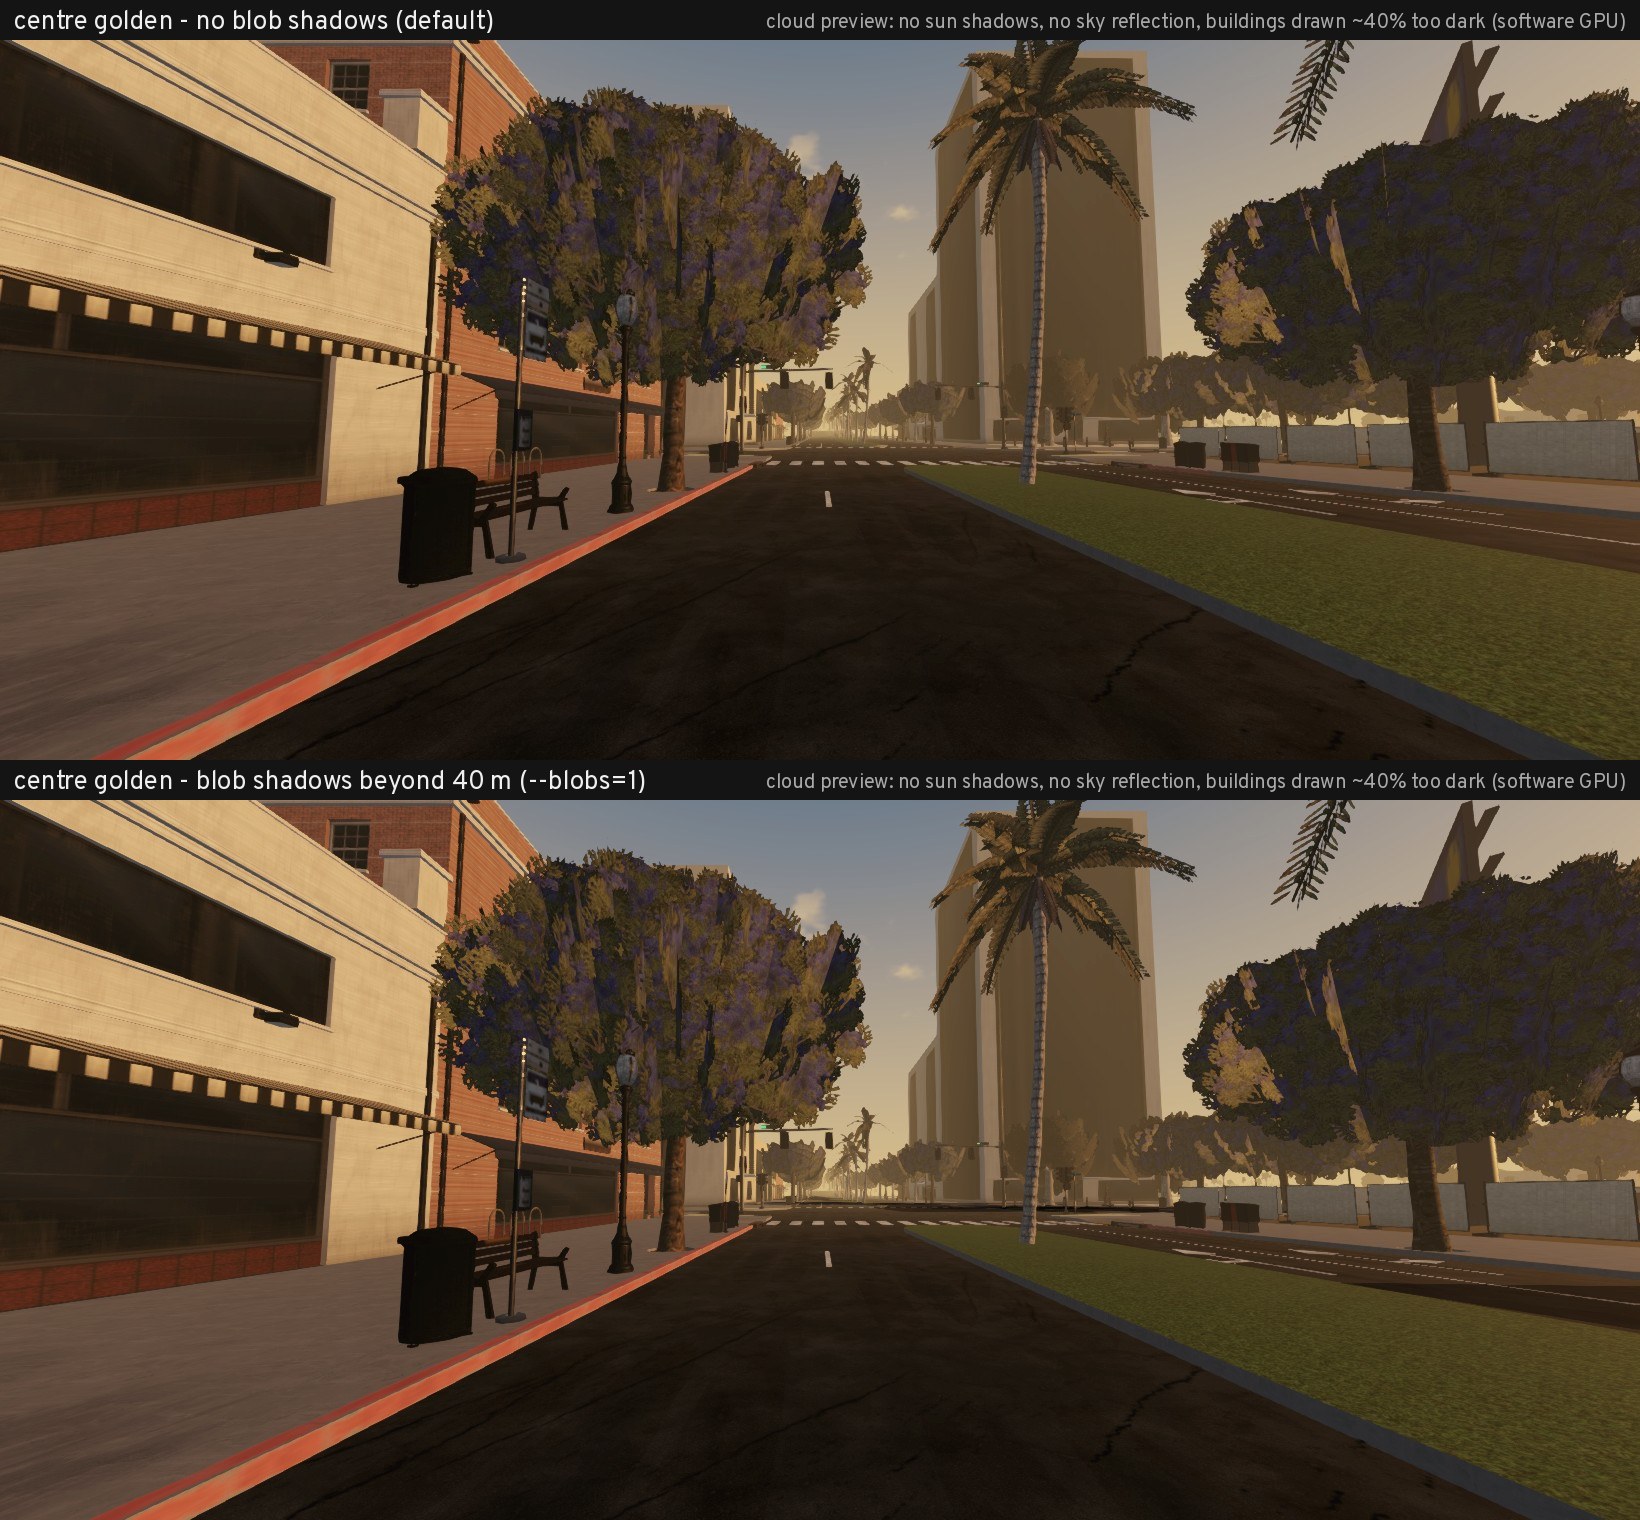 centre golden - no blob shadows (default)
cloud preview: no sun shadows, no sky reflection, buildings drawn ~40% too dark (software GPU)
centre golden - blob shadows beyond 40 m (--blobs=1)
cloud preview: no sun shadows, no sky reflection, buildings drawn ~40% too dark (software GPU)